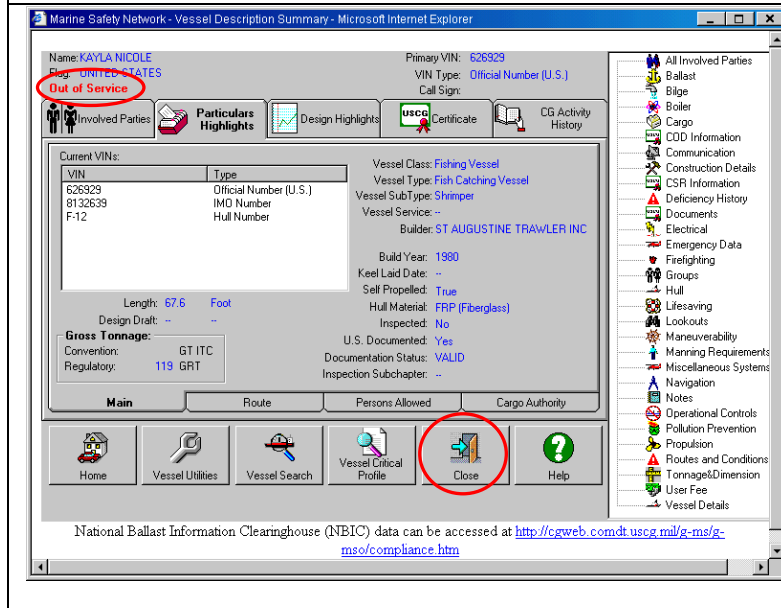 Marine Safety Network - Vessel Description Summary - Microsoft Internet Explorer
Name: KAYLA NICOLE
Primary VIN: 626929
Flag: UNITED STATES
VIN Type: Official Number (U.S.)
Out of Service
Call Sign:
Involved Parties
Particulars Highlights
Design Highlights
USCG
Certificate
CG Activity History
Current VINs:
VIN Type
626929 Official Number (U.S.)
8132639 IMO Number
F-12 Hull Number
Length: 67.6 Foot
Design Draft: -- --
Gross Tonnage:
Convention: GT ITC
Regulatory: 119 GRT
Vessel Class: Fishing Vessel
Vessel Type: Fish Catching Vessel
Vessel SubType: Shrimper
Vessel Service: --
Builder: ST AUGUSTINE TRAWLER INC
Build Year: 1980
Keel Laid Date: --
Self Propelled: True
Hull Material: FRP (Fiberglass)
Inspected: No
U.S. Documented: Yes
Documentation Status: VALID
Inspection Subchapter: --
Main
Route
Persons Allowed
Cargo Authority
Home
Vessel Utilities
Vessel Search
Vessel Critical Profile
Close
Help
All Involved Parties
Ballast
Bilge
Boiler
Cargo
COD Information
Communication
Construction Details
CSR Information
Deficiency History
Documents
Electrical
Emergency Data
Firefighting
Groups
Hull
Lifesaving
Lookouts
Maneuverability
Manning Requirements
Miscellaneous Systems
Navigation
Notes
Operational Controls
Pollution Prevention
Propulsion
Routes and Conditions
Tonnage&Dimension
User Fee
Vessel Details
National Ballast Information Clearinghouse (NBIC) data can be accessed at http://cgweb.comdt.uscg.mil/g-ms/g-
mso/compliance.htm